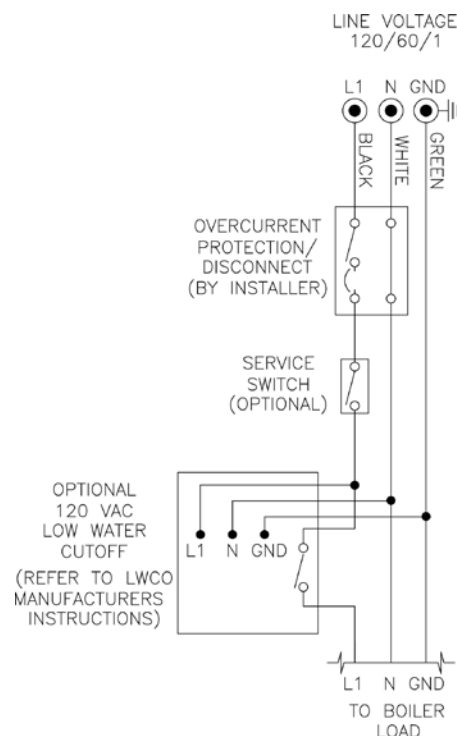 LINE VOLTAGE
120/60/1
L1 N GND
BLACK
WHITE
GREEN
OVERCURRENT
PROTECTION/
DISCONNECT
(BY INSTALLER)
SERVICE
SWITCH
(OPTIONAL)
OPTIONAL
120 VAC
LOW WATER
CUTOFF
(REFER TO LWCO
MANUFACTURERS
INSTRUCTIONS)
L1 N GND
L1 N GND
TO BOILER
LOAD